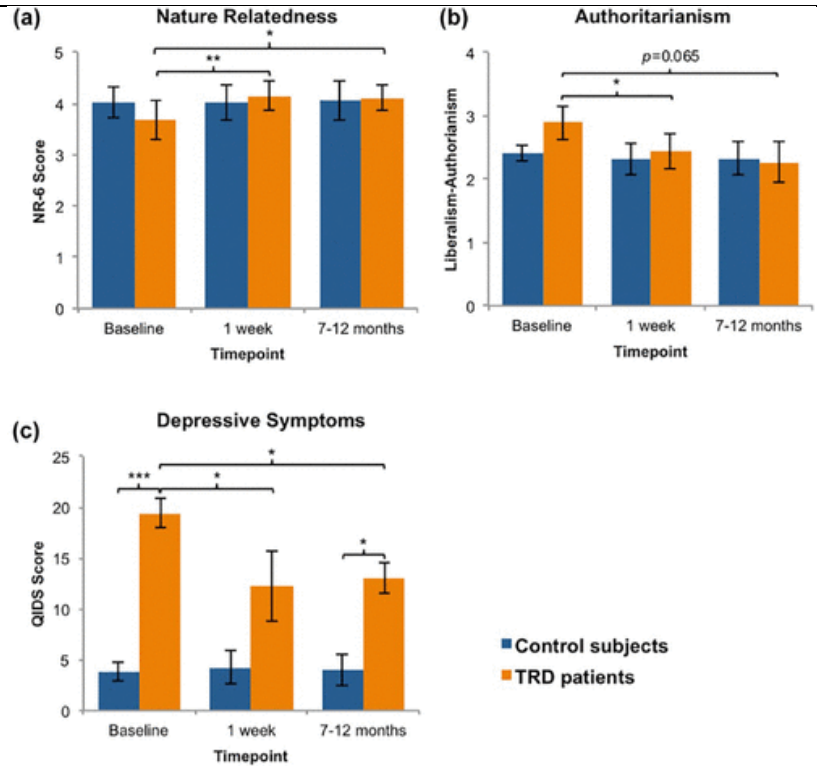 (a)
Nature Relatedness
*
**
5
4
3
2
1
0
NR-6 Score
Baseline
1 week
7-12 months
Timepoint
(b)
Authoritarianism
p=0.065
*
4
3
2
1
0
Liberalism-Authorianism
Baseline
1 week
7-12 months
Timepoint
(c)
Depressive Symptoms
*
***
*
*
25
20
15
10
5
0
QIDS Score
Baseline
1 week
7-12 months
Timepoint
Control subjects
TRD patients